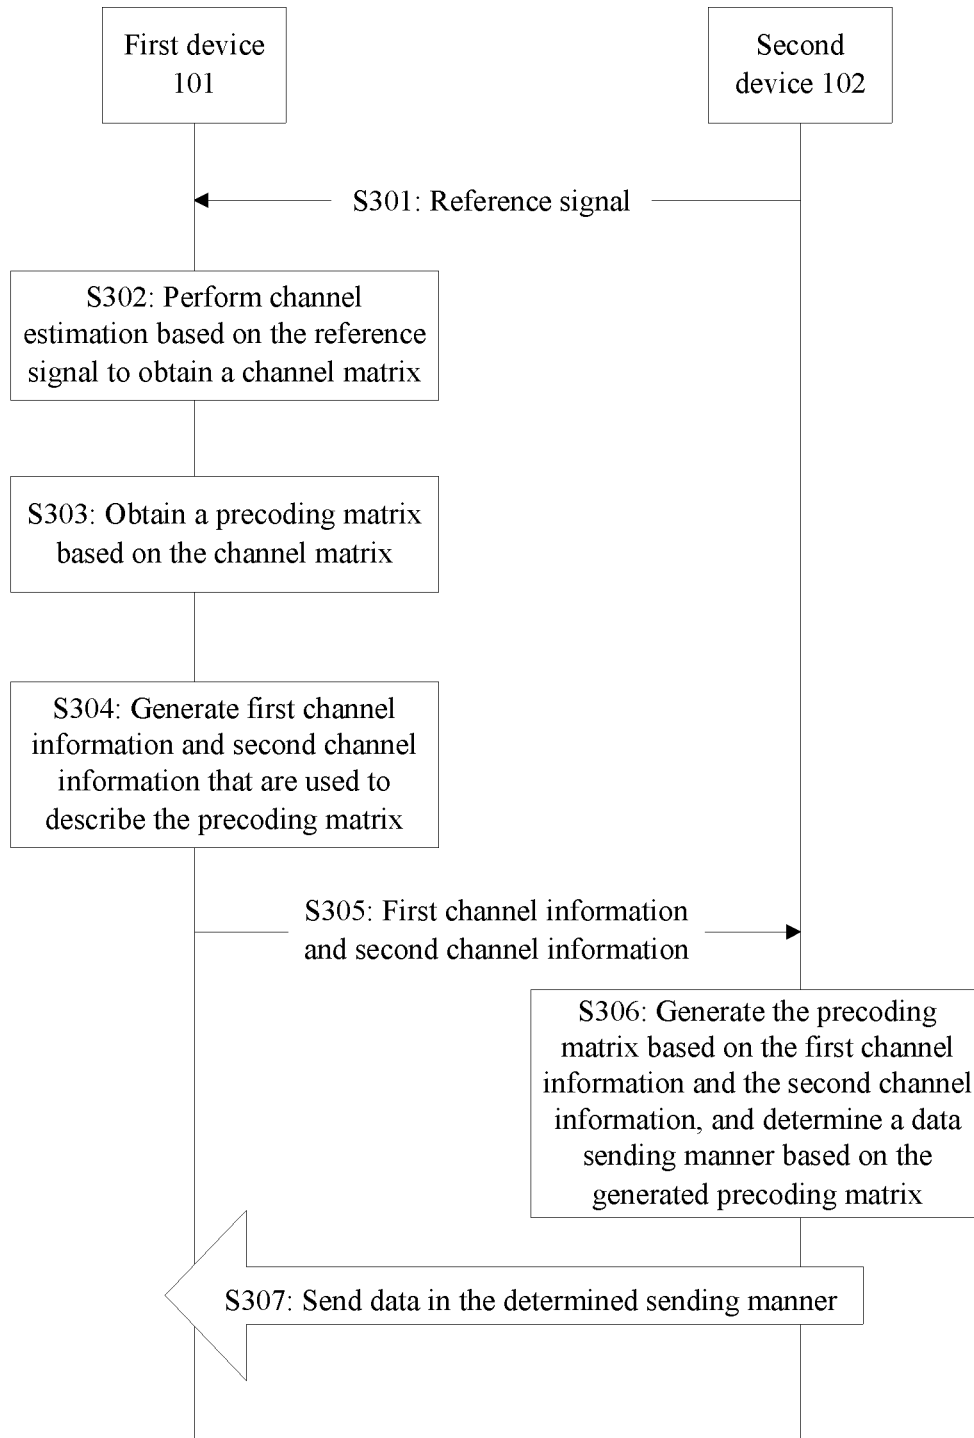 First device
101
Second
device 102
S301: Reference signal
S302: Perform channel
estimation based on the reference
signal to obtain a channel matrix
S303: Obtain a precoding matrix
based on the channel matrix
S304: Generate first channel
information and second channel
information that are used to
describe the precoding matrix
S305: First channel information
and second channel information
S306: Generate the precoding
matrix based on the first channel
information and the second channel
information, and determine a data
sending manner based on the
generated precoding matrix
S307: Send data in the determined sending manner